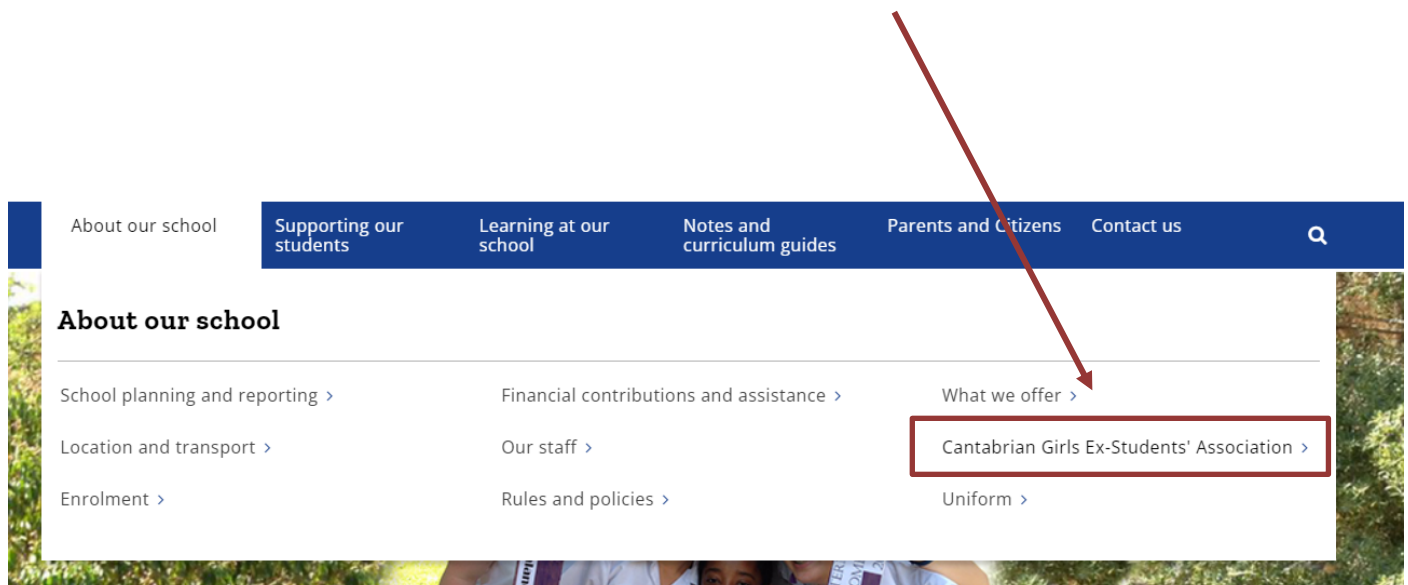 About our school
Supporting our
students
Learning at our
school
Notes and
curriculum guides
Parents and Citizens
Contact us
About our school
School planning and reporting >
Financial contributions and assistance >
What we offer >
Location and transport >
Our staff >
Cantabrian Girls Ex-Students' Association >
Enrolment >
Rules and policies >
Uniform >